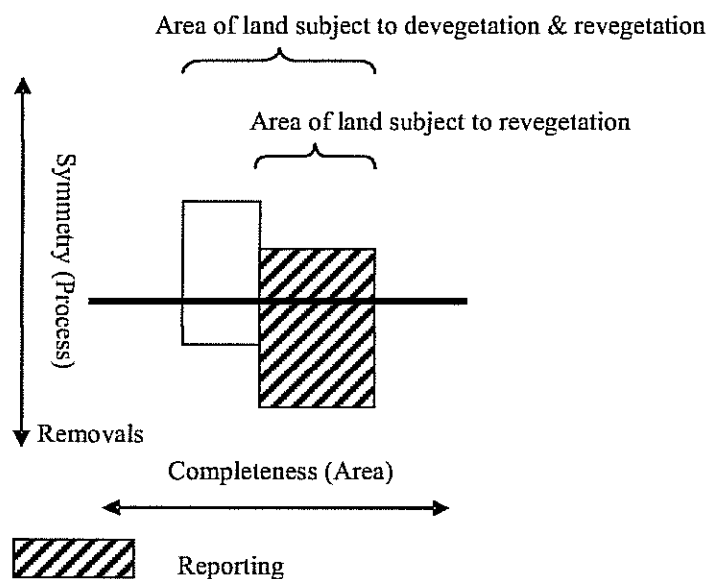 Area of land subject to devegetation & revegetation
Area of land subject to revegetation
Symmetry (Process)
Removals
Completeness (Area)
Reporting